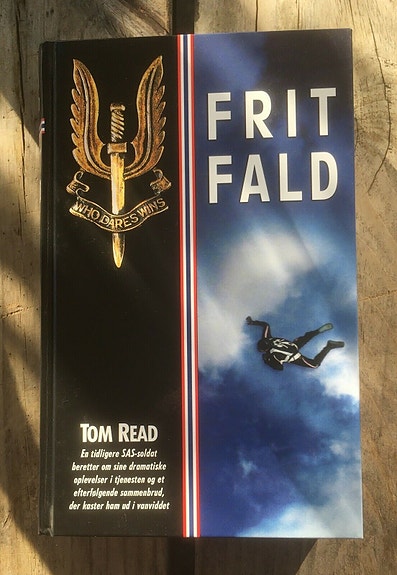 FRIT
FALD
WHO DARES WINS
TOM READ
En tidligere SAS-soldat
beretter om sine dramatiske
oplevelser i tjenesten og et
efterfølgende sammenbrud,
der kaster ham ud i vanviddet